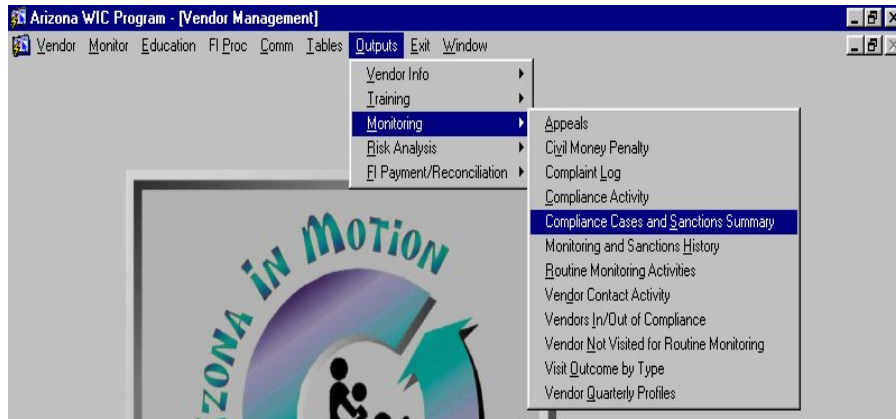 Arizona WIC Program - [Vendor Management]
Vendor Monitor Education FI Proc Comm Tables Outputs Exit Window
Vendor Info
Training
Monitoring
Risk Analysis
FI Payment/Reconciliation
Appeals
Civil Money Penalty
Complaint Log
Compliance Activity
Compliance Cases and Sanctions Summary
Monitoring and Sanctions History
Routine Monitoring Activities
Vendor Contact Activity
Vendors In/Out of Compliance
Vendor Not Visited for Routine Monitoring
Visit Outcome by Type
Vendor Quarterly Profiles
IN MOTION